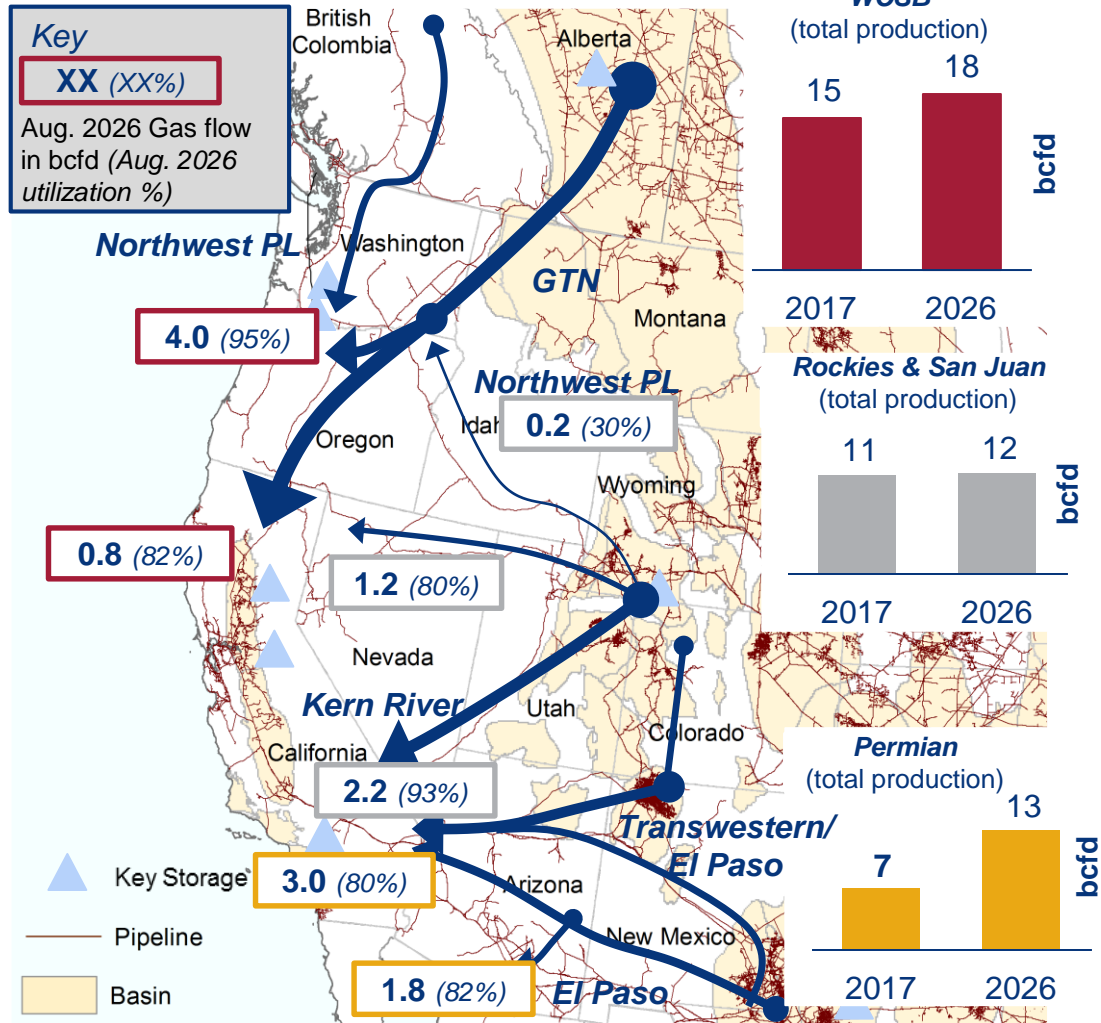 Key
XX (XX%)
Aug. 2026 Gas flow
in bcfd (Aug. 2026
utilization %)
British
Colombia
Alberta
(total production)
15
18
bcfd
2017
2026
Northwest PL
Washington
GTN
Montana
4.0 (95%)
Northwest PL
Idah
0.2 (30%)
Oregon
Wyoming
Rockies & San Juan
(total production)
11
12
bcfd
2017
2026
0.8 (82%)
1.2 (80%)
Nevada
Kern River
Utah
Colorado
California
2.2 (93%)
Permian
(total production)
7
13
bcfd
2017
2026
Transwestern/
El Paso
Key Storage
3.0 (80%)
Arizona
Pipeline
New Mexico
Basin
1.8 (82%)
El Paso